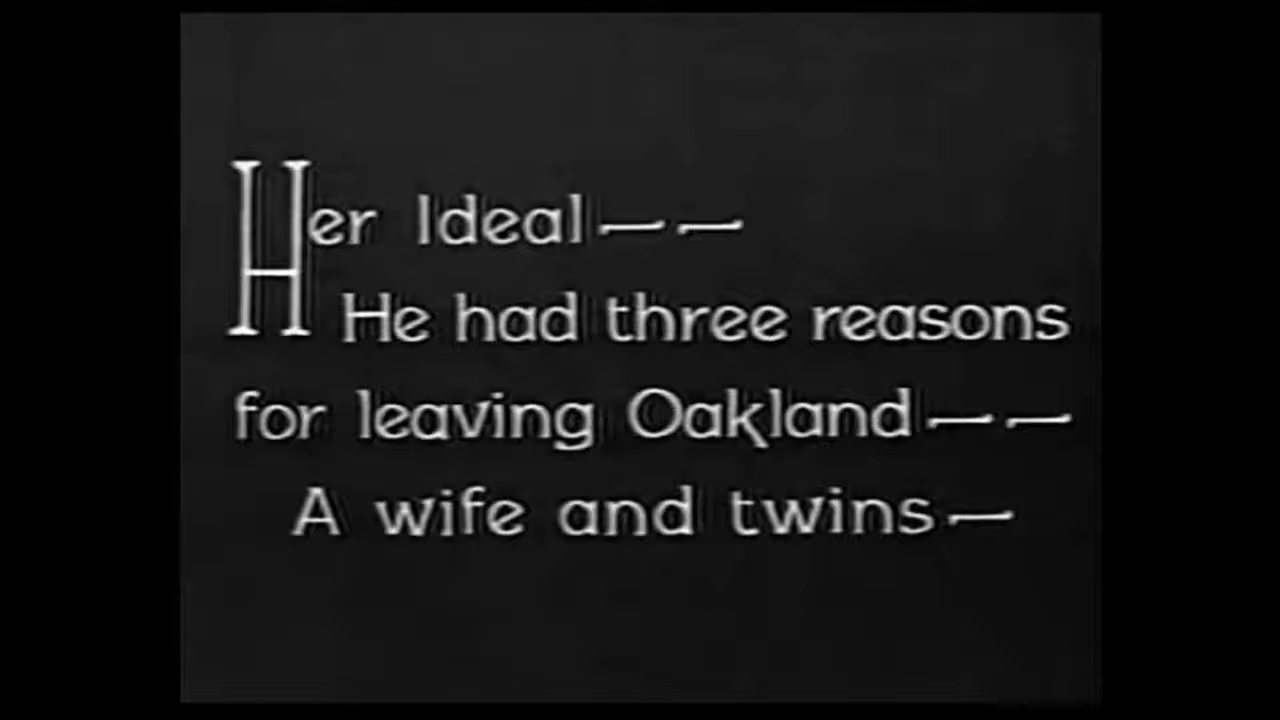 Her Ideal——
He had three reasons
for leaving Oakland——
A wife and twins—